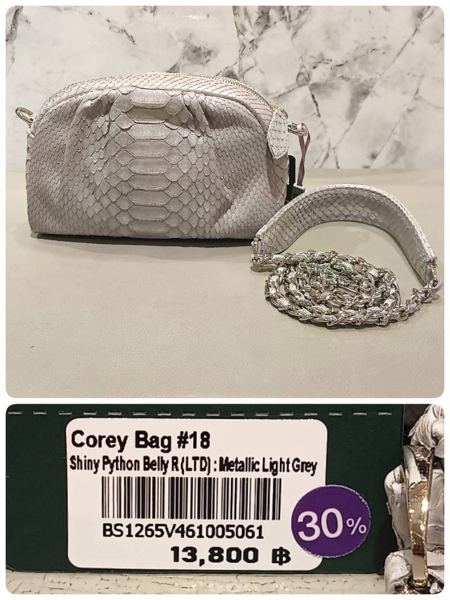 Corey Bag #18
Shiny Python Belly R (LTD) : Metallic Light Grey
BS1265V461005061
13,800 ฿
30%